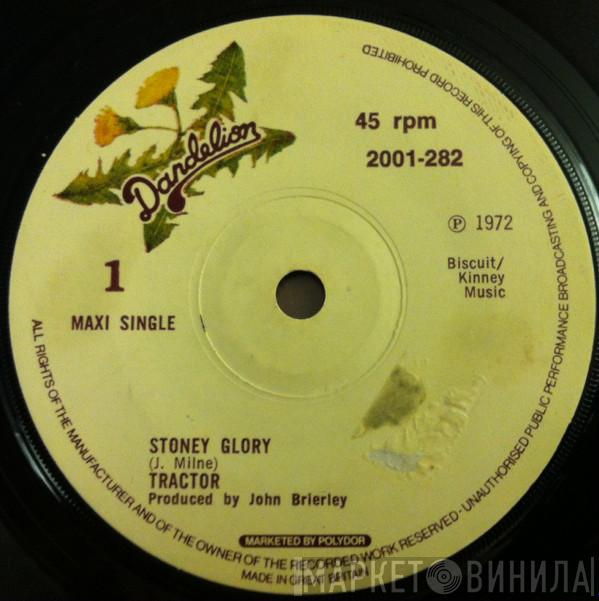 Dandelion
45 rpm
2001-282
℗ 1972
Biscuit/
Kinney
Music
1
MAXI SINGLE
STONEY GLORY
(J. Milne)
TRACTOR
Produced by John Brierley
MARKETED BY POLYDOR
MADE IN GREAT BRITAIN
ALL RIGHTS OF THE MANUFACTURER AND OF THE OWNER OF THE RECORDED WORK RESERVED - UNAUTHORISED PUBLIC PERFORMANCE BROADCASTING AND COPYING OF THIS RECORD PROHIBITED
МАРКЕТ ВИНИЛА